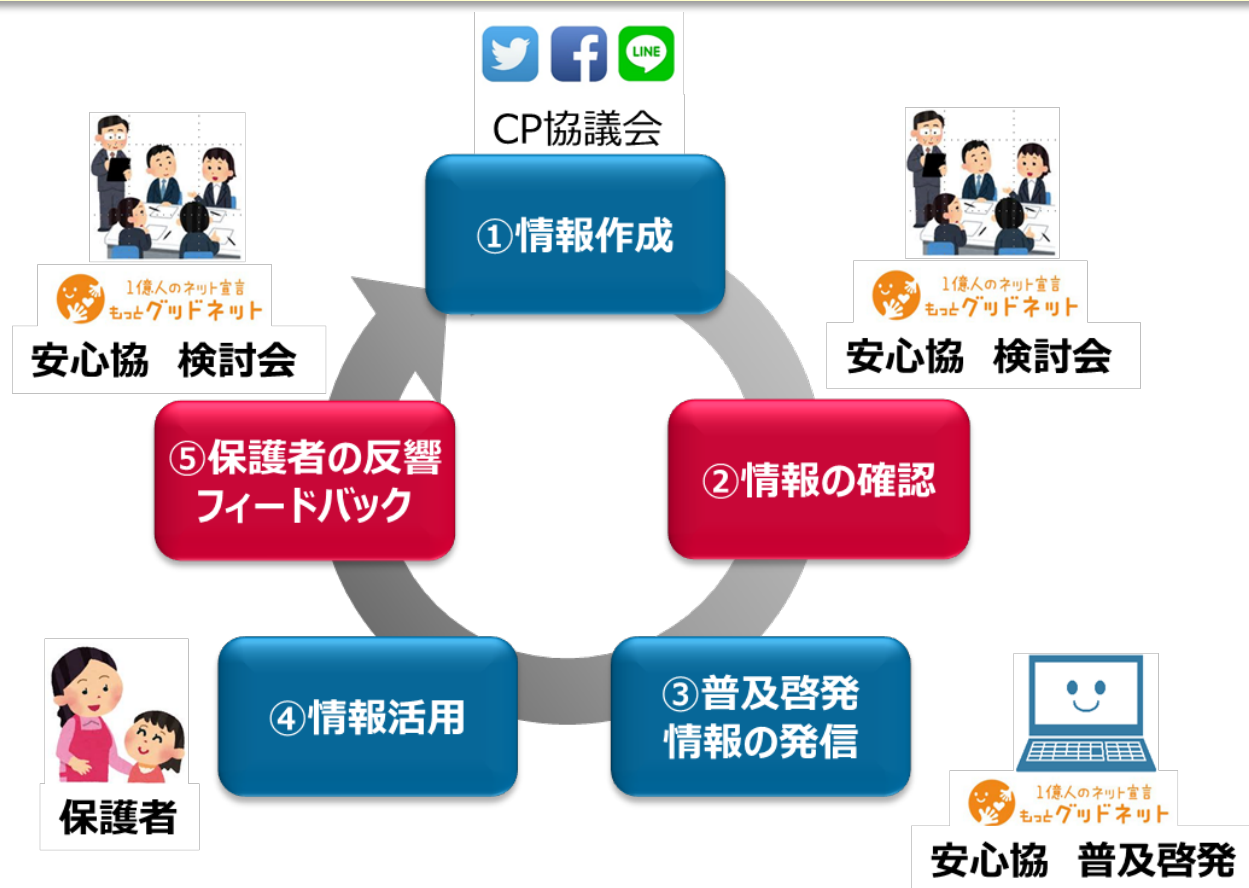 LINE
CP協議会
①情報作成
1億人のネット宣言
もっとグッドネット
安心協 検討会
②情報の確認
③普及啓発
情報の発信
1億人のネット宣言
もっとグッドネット
安心協 普及啓発
④情報活用
保護者
⑤保護者の反響
フィードバック
1億人のネット宣言
もっとグッドネット
安心協 検討会